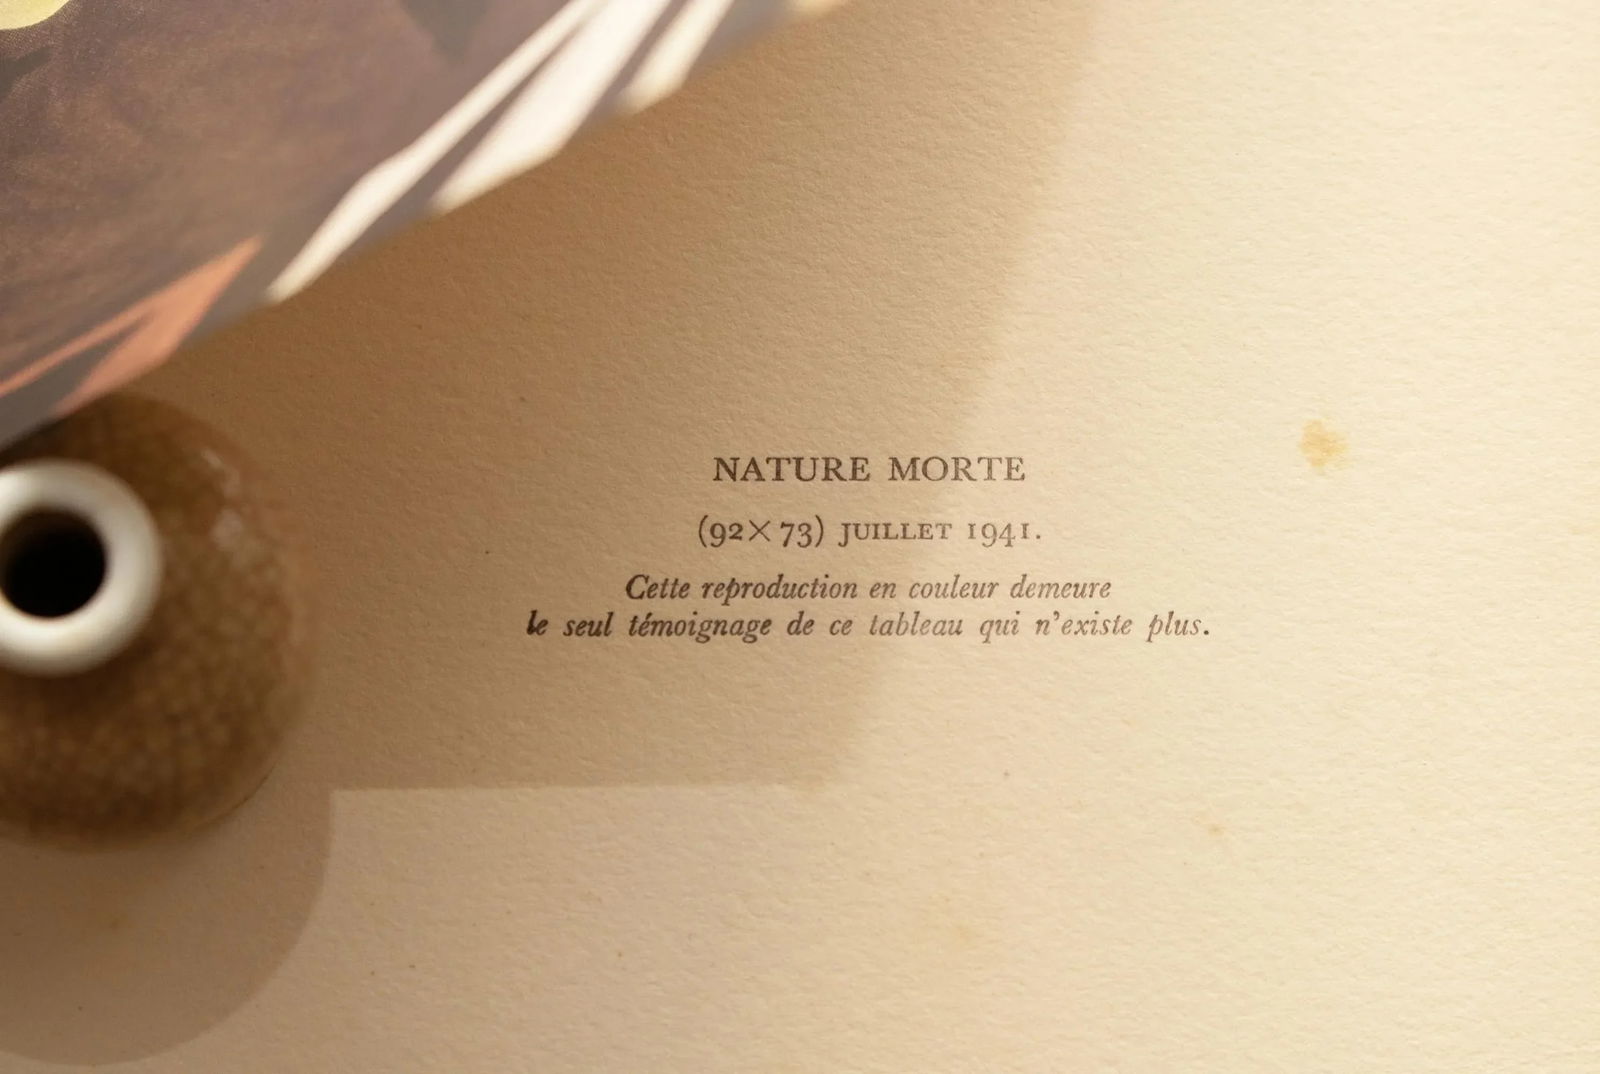 NATURE MORTE
(92×73) JUILLET 1941.
Cette reproduction en couleur demeure
le seul témoignage de ce tableau qui n’existe plus.